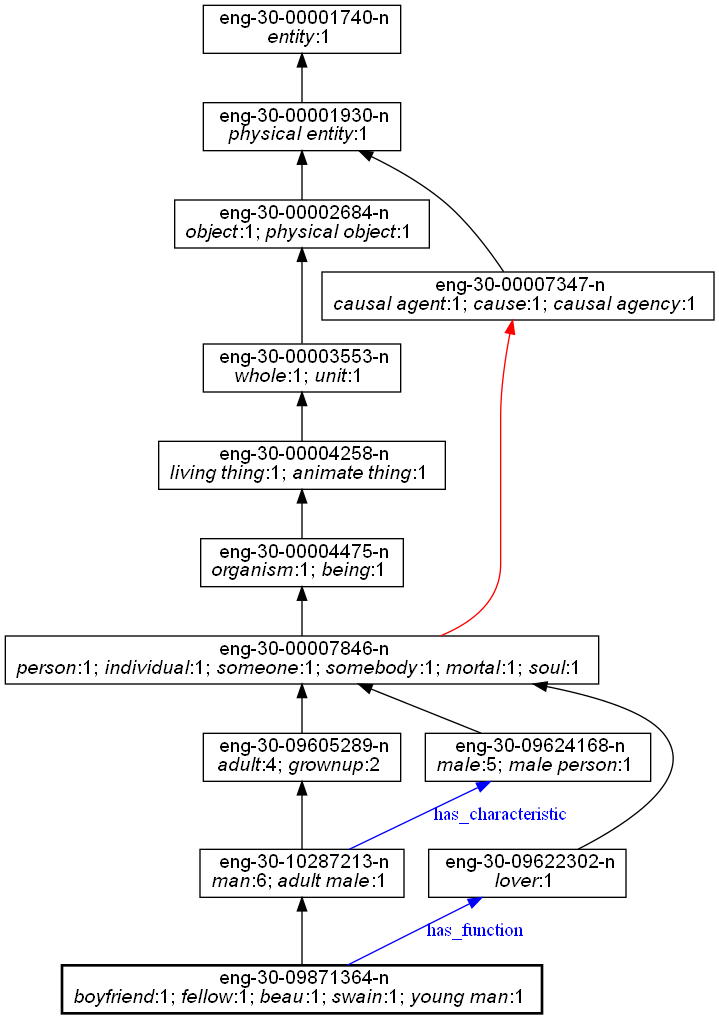 eng-30-00001740-n
entity:1
eng-30-00001930-n
physical entity:1
eng-30-00002684-n
object:1; physical object:1
eng-30-00007347-n
causal agent:1; cause:1; causal agency:1
eng-30-00003553-n
whole:1; unit:1
eng-30-00004258-n
living thing:1; animate thing:1
eng-30-00004475-n
organism:1; being:1
eng-30-00007846-n
person:1; individual:1; someone:1; somebody:1; mortal:1; soul:1
eng-30-09605289-n
adult:4; grownup:2
eng-30-09624168-n
male:5; male person:1
has_characteristic
eng-30-10287213-n
man:6; adult male:1
eng-30-09622302-n
lover:1
has_function
eng-30-09871364-n
boyfriend:1; fellow:1; beau:1; swain:1; young man:1